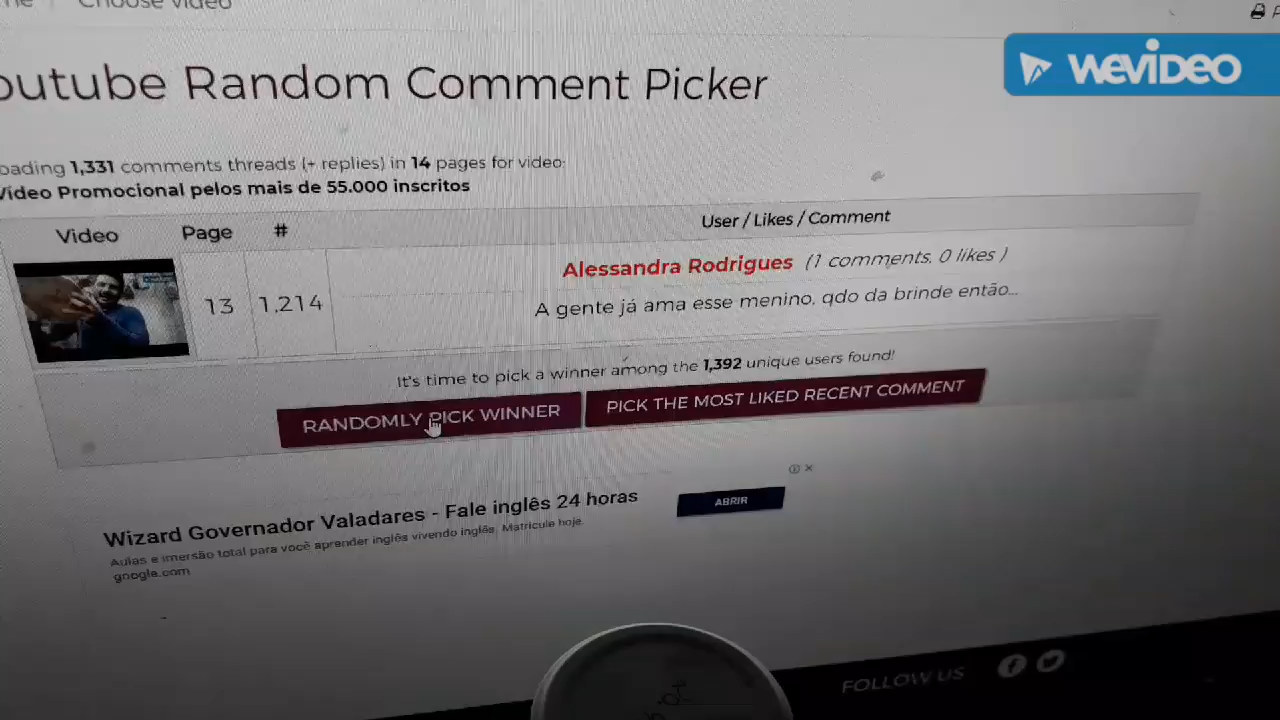 Choose video
outube Random Comment Picker
WEVIDEO
oading 1,331 comments threads (+ replies) in 14 pages for video:
Vídeo Promocional pelos mais de 55.000 inscritos
Video Page # User / Likes / Comment
13 1,214
Alessandra Rodrigues (1 comments, 0 likes )
A gente já ama esse menino, qdo da brinde então...
It's time to pick a winner among the 1,392 unique users found!
RANDOMLY PICK WINNER
PICK THE MOST LIKED RECENT COMMENT
Wizard Governador Valadares - Fale inglês 24 horas
ABRIR
Aulas e imersão total para você aprender inglês vivendo inglês. Matricule hoje.
google.com
FOLLOW US